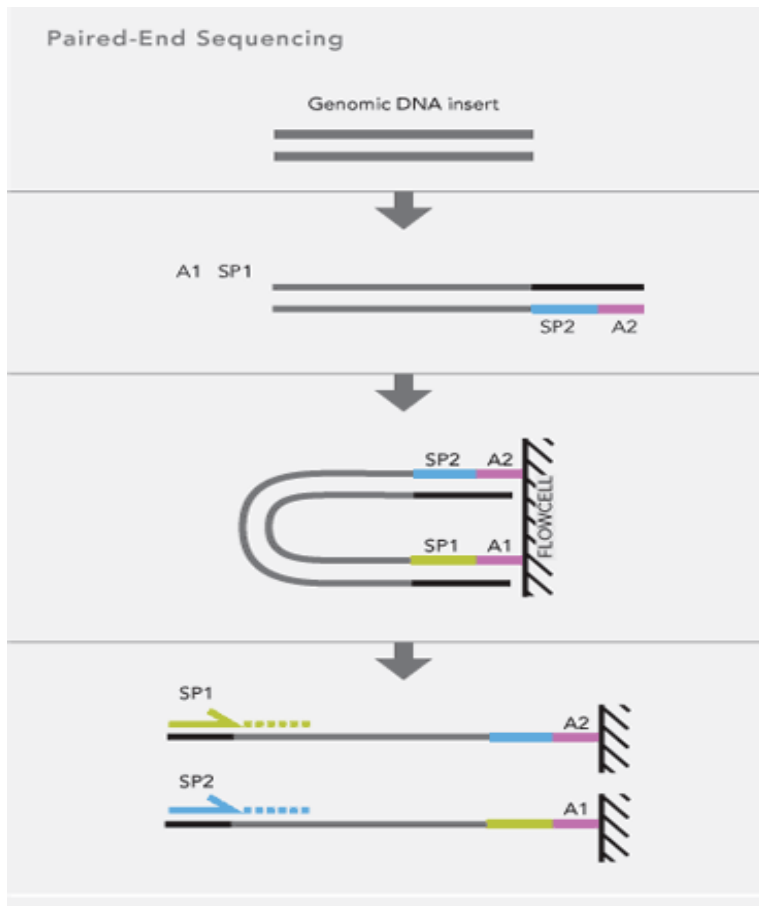 Paired-End Sequencing
Genomic DNA insert
A1 SP1
SP2 A2
SP2 A2
FLOWCELL
SP1 A1
SP1
A2
SP2
A1